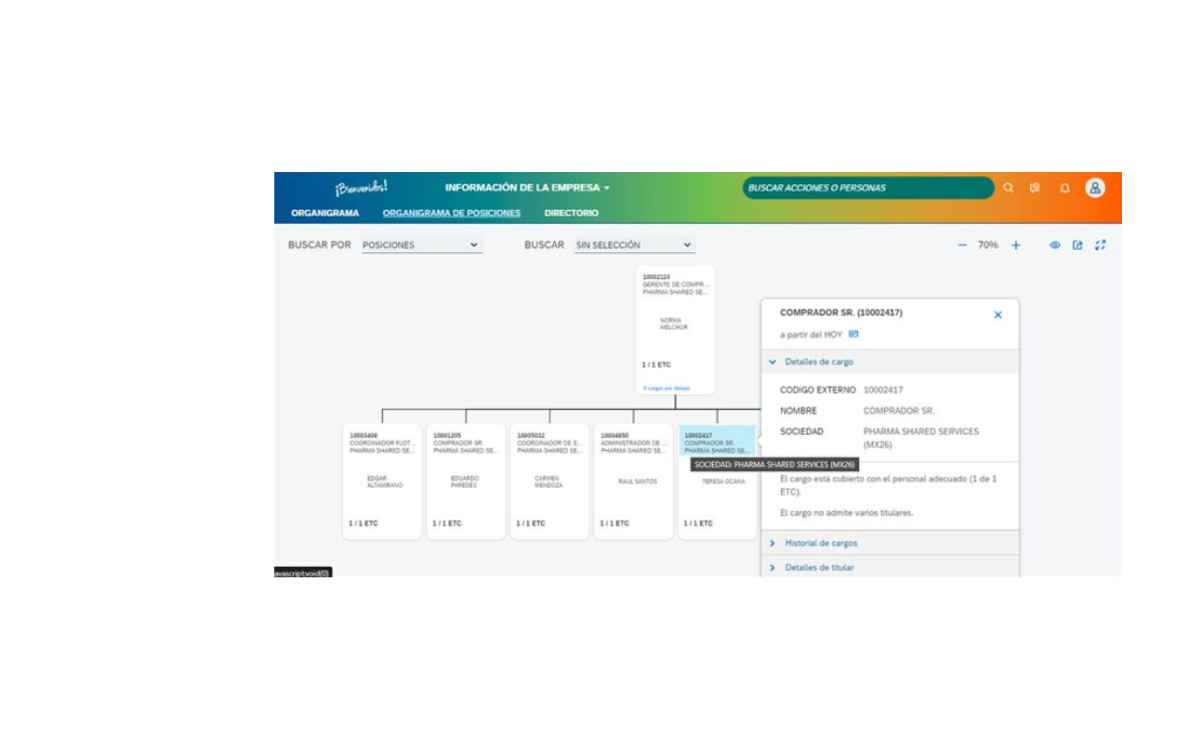 ¡Bienvenidos!
INFORMACIÓN DE LA EMPRESA
BUSCAR ACCIONES O PERSONAS
ORGANIGRAMA
ORGANIGRAMA DE POSICIONES
DIRECTORIO
BUSCAR POR POSICIONES
BUSCAR SIN SELECCIÓN
70%
10002110
GERENTE DE COMPR...
PHARMA SHARED SE...
NORMA
MELCHOR
1 / 1 ETC
cargos por debajo
10003409
COORDINADOR FLOT...
PHARMA SHARED SE...
EDGAR
ALTAMIRANO
1 / 1 ETC
10001205
COMPRADOR SR.
PHARMA SHARED SE...
EDUARDO
PAREDES
1 / 1 ETC
10005032
COORDINADOR DE S...
PHARMA SHARED SE...
CARMEN
MENDOZA
1 / 1 ETC
10004850
ADMINISTRADOR DE ...
PHARMA SHARED SE...
RAUL SANTOS
1 / 1 ETC
10002417
COMPRADOR SR.
PHARMA SHARED SE...
SOCIEDAD: PHARMA SHARED SERVICES (MX26)
TERESA OCANA
1 / 1 ETC
COMPRADOR SR. (10002417)
a partir del HOY
Detalles de cargo
CODIGO EXTERNO 10002417
NOMBRE COMPRADOR SR.
SOCIEDAD PHARMA SHARED SERVICES
(MX26)
El cargo está cubierto con el personal adecuado (1 de 1
ETC).
El cargo no admite varios titulares.
Historial de cargos
Detalles de titular
avascript:void(0)